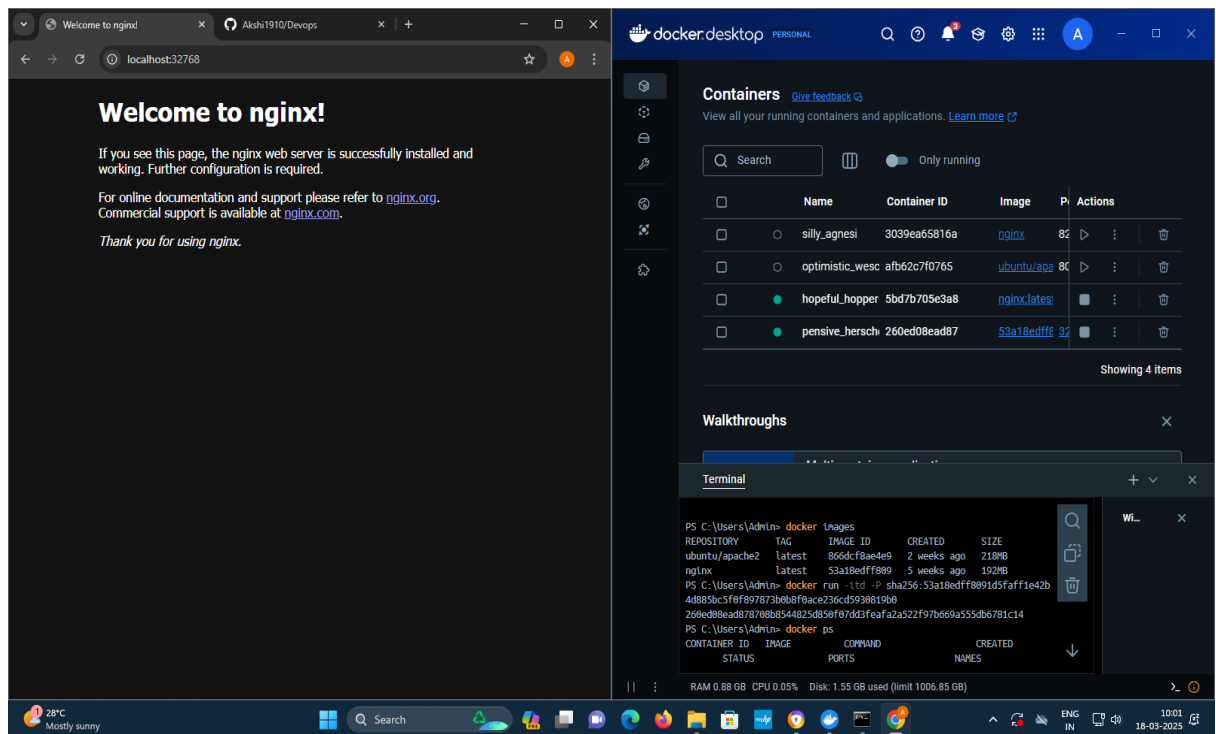 Welcome to nginx!
Akshi1910/Devops
localhost:32768
A
Welcome to nginx!
If you see this page, the nginx web server is successfully installed and
working. Further configuration is required.
For online documentation and support please refer to nginx.org.
Commercial support is available at nginx.com.
Thank you for using nginx.
docker.desktop PERSONAL
3
A
Containers Give feedback
View all your running containers and applications. Learn more
Search
Only running
Name Container ID Image Actions
silly_agnesi 3039ea65816a nginx 82
optimistic_wesc afb62c7f0765 ubuntu/apa 80
hopeful_hopper 5bd7b705e3a8 nginx:latest
pensive_hersch 260ed08ead87 53a18edff8 32
Showing 4 items
Walkthroughs
Terminal
Wi...
PS C:\Users\Admin> docker images
REPOSITORY TAG IMAGE ID CREATED SIZE
ubuntu/apache2 latest 866dcf8ae4e9 2 weeks ago 218MB
nginx latest 53a18edff809 5 weeks ago 192MB
PS C:\Users\Admin> docker run -itd -P sha256:53a18edff8091d5faff1e42b
4d885bc5f0f897873b0b8f0ace236cd5930819b0
260ed08ead878708b8544825d850f07dd3feafa2a522f97b669a555db6781c14
PS C:\Users\Admin> docker ps
CONTAINER ID IMAGE COMMAND CREATED
STATUS PORTS NAMES
RAM 0.88 GB CPU 0.05% Disk: 1.55 GB used (limit 1006.85 GB)
1
28°C
Mostly sunny
Search
ENG
IN
10:01
18-03-2025